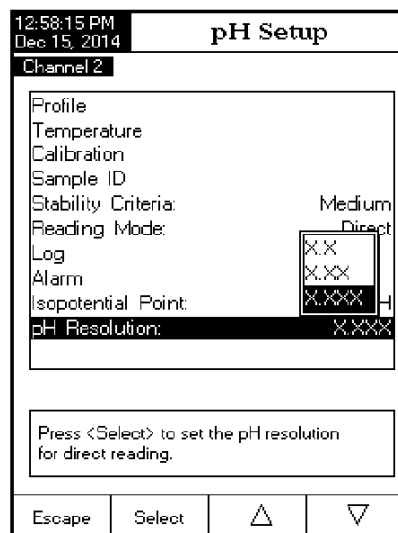 12:58:15 PM
Dec 15, 2014
pH Setup
Channel 2
Profile
Temperature
Calibration
Sample ID
Stability Criteria: Medium
Reading Mode: Direct
Log X.X
Alarm X.XX
Isopotential Point: X.XXX H
pH Resolution: X.XXX
Press <Select> to set the pH resolution
for direct reading.
Escape Select △ ▽